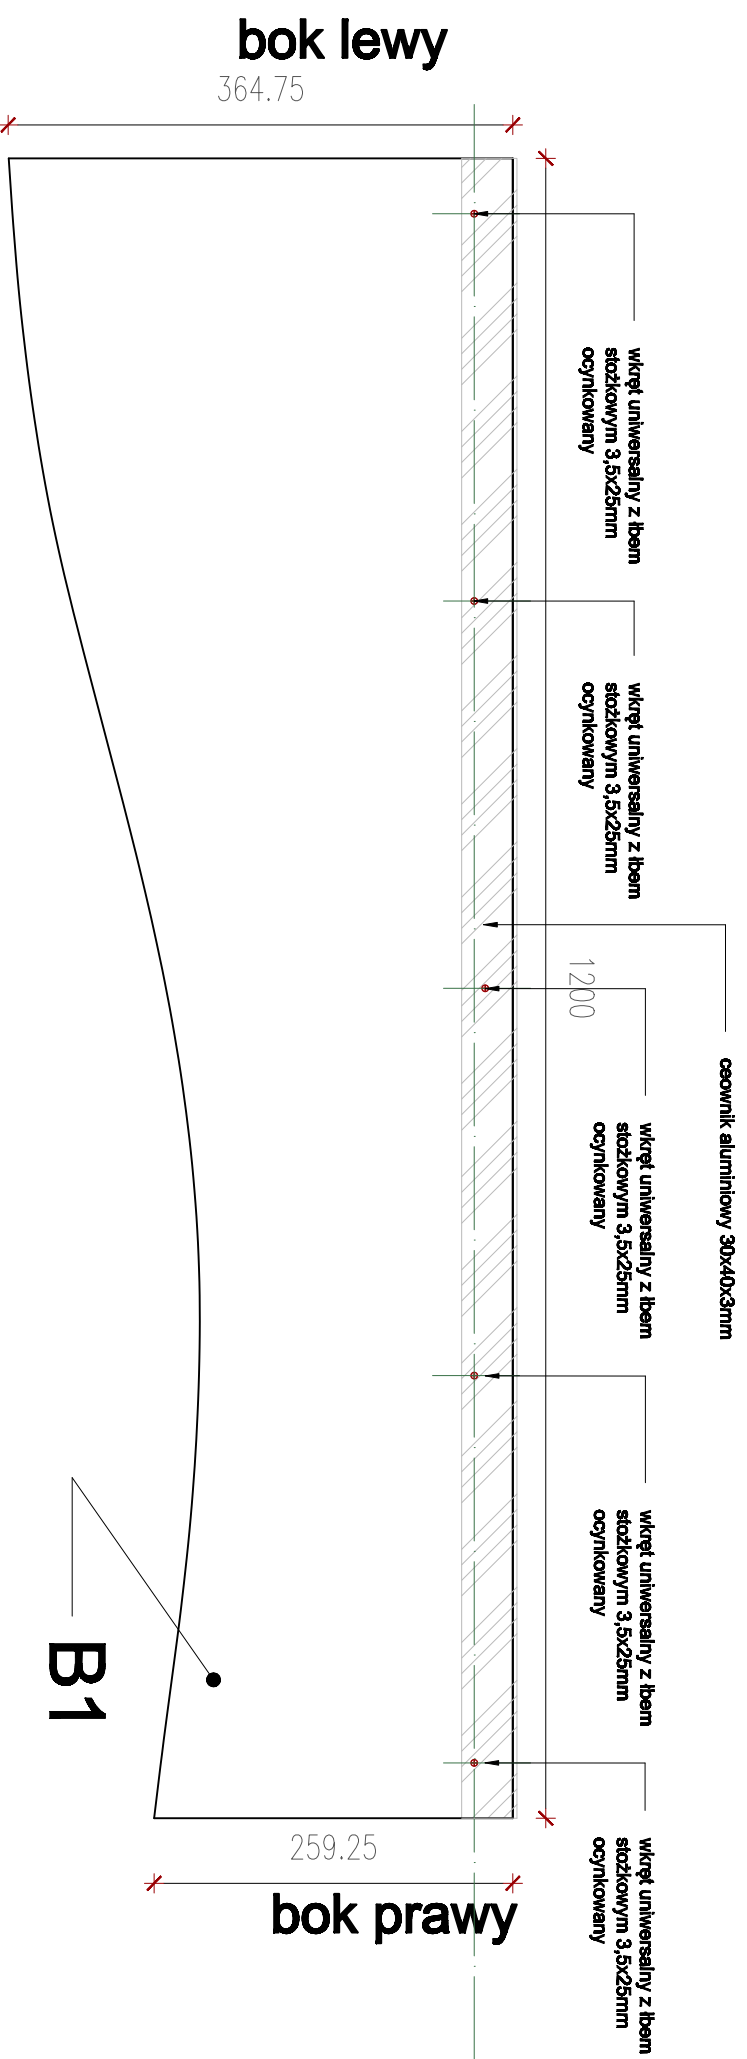 bok lewy
364.75
wkręt uniwersalny z łbem
stożkowym 3,5x25mm
ocynkowany
wkręt uniwersalny z łbem
stożkowym 3,5x25mm
ocynkowany
1200
ceownik aluminiowy 30x40x3mm
wkręt uniwersalny z łbem
stożkowym 3,5x25mm
ocynkowany
wkręt uniwersalny z łbem
stożkowym 3,5x25mm
ocynkowany
B1
wkręt uniwersalny z łbem
stożkowym 3,5x25mm
ocynkowany
259.25
bok prawy